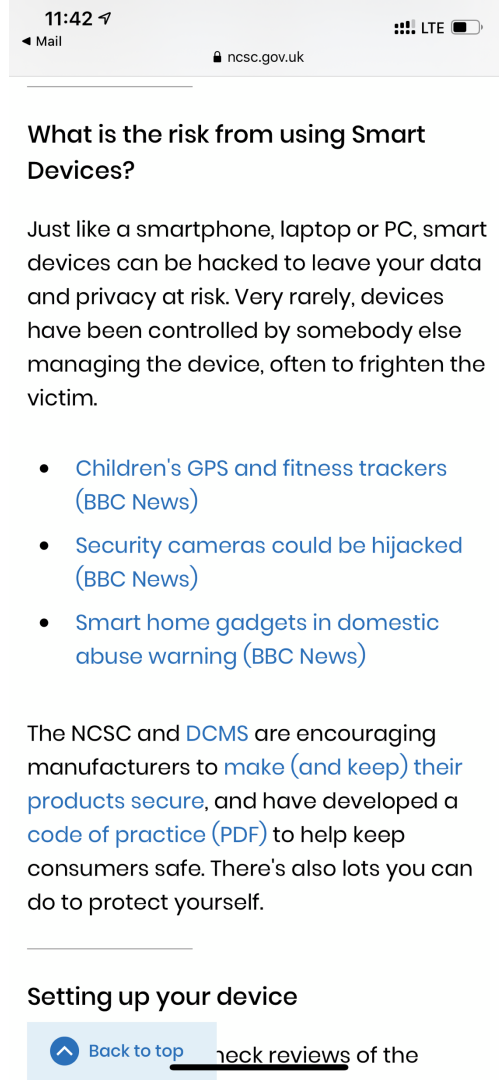 11:42
LTE
Mail
ncsc.gov.uk
What is the risk from using Smart
Devices?
Just like a smartphone, laptop or PC, smart
devices can be hacked to leave your data
and privacy at risk. Very rarely, devices
have been controlled by somebody else
managing the device, often to frighten the
victim.
Children's GPS and fitness trackers
(BBC News)
Security cameras could be hijacked
(BBC News)
Smart home gadgets in domestic
abuse warning (BBC News)
The NCSC and DCMS are encouraging
manufacturers to make (and keep) their
products secure, and have developed a
code of practice (PDF) to help keep
consumers safe. There's also lots you can
do to protect yourself.
Setting up your device
Back to top reviews of the